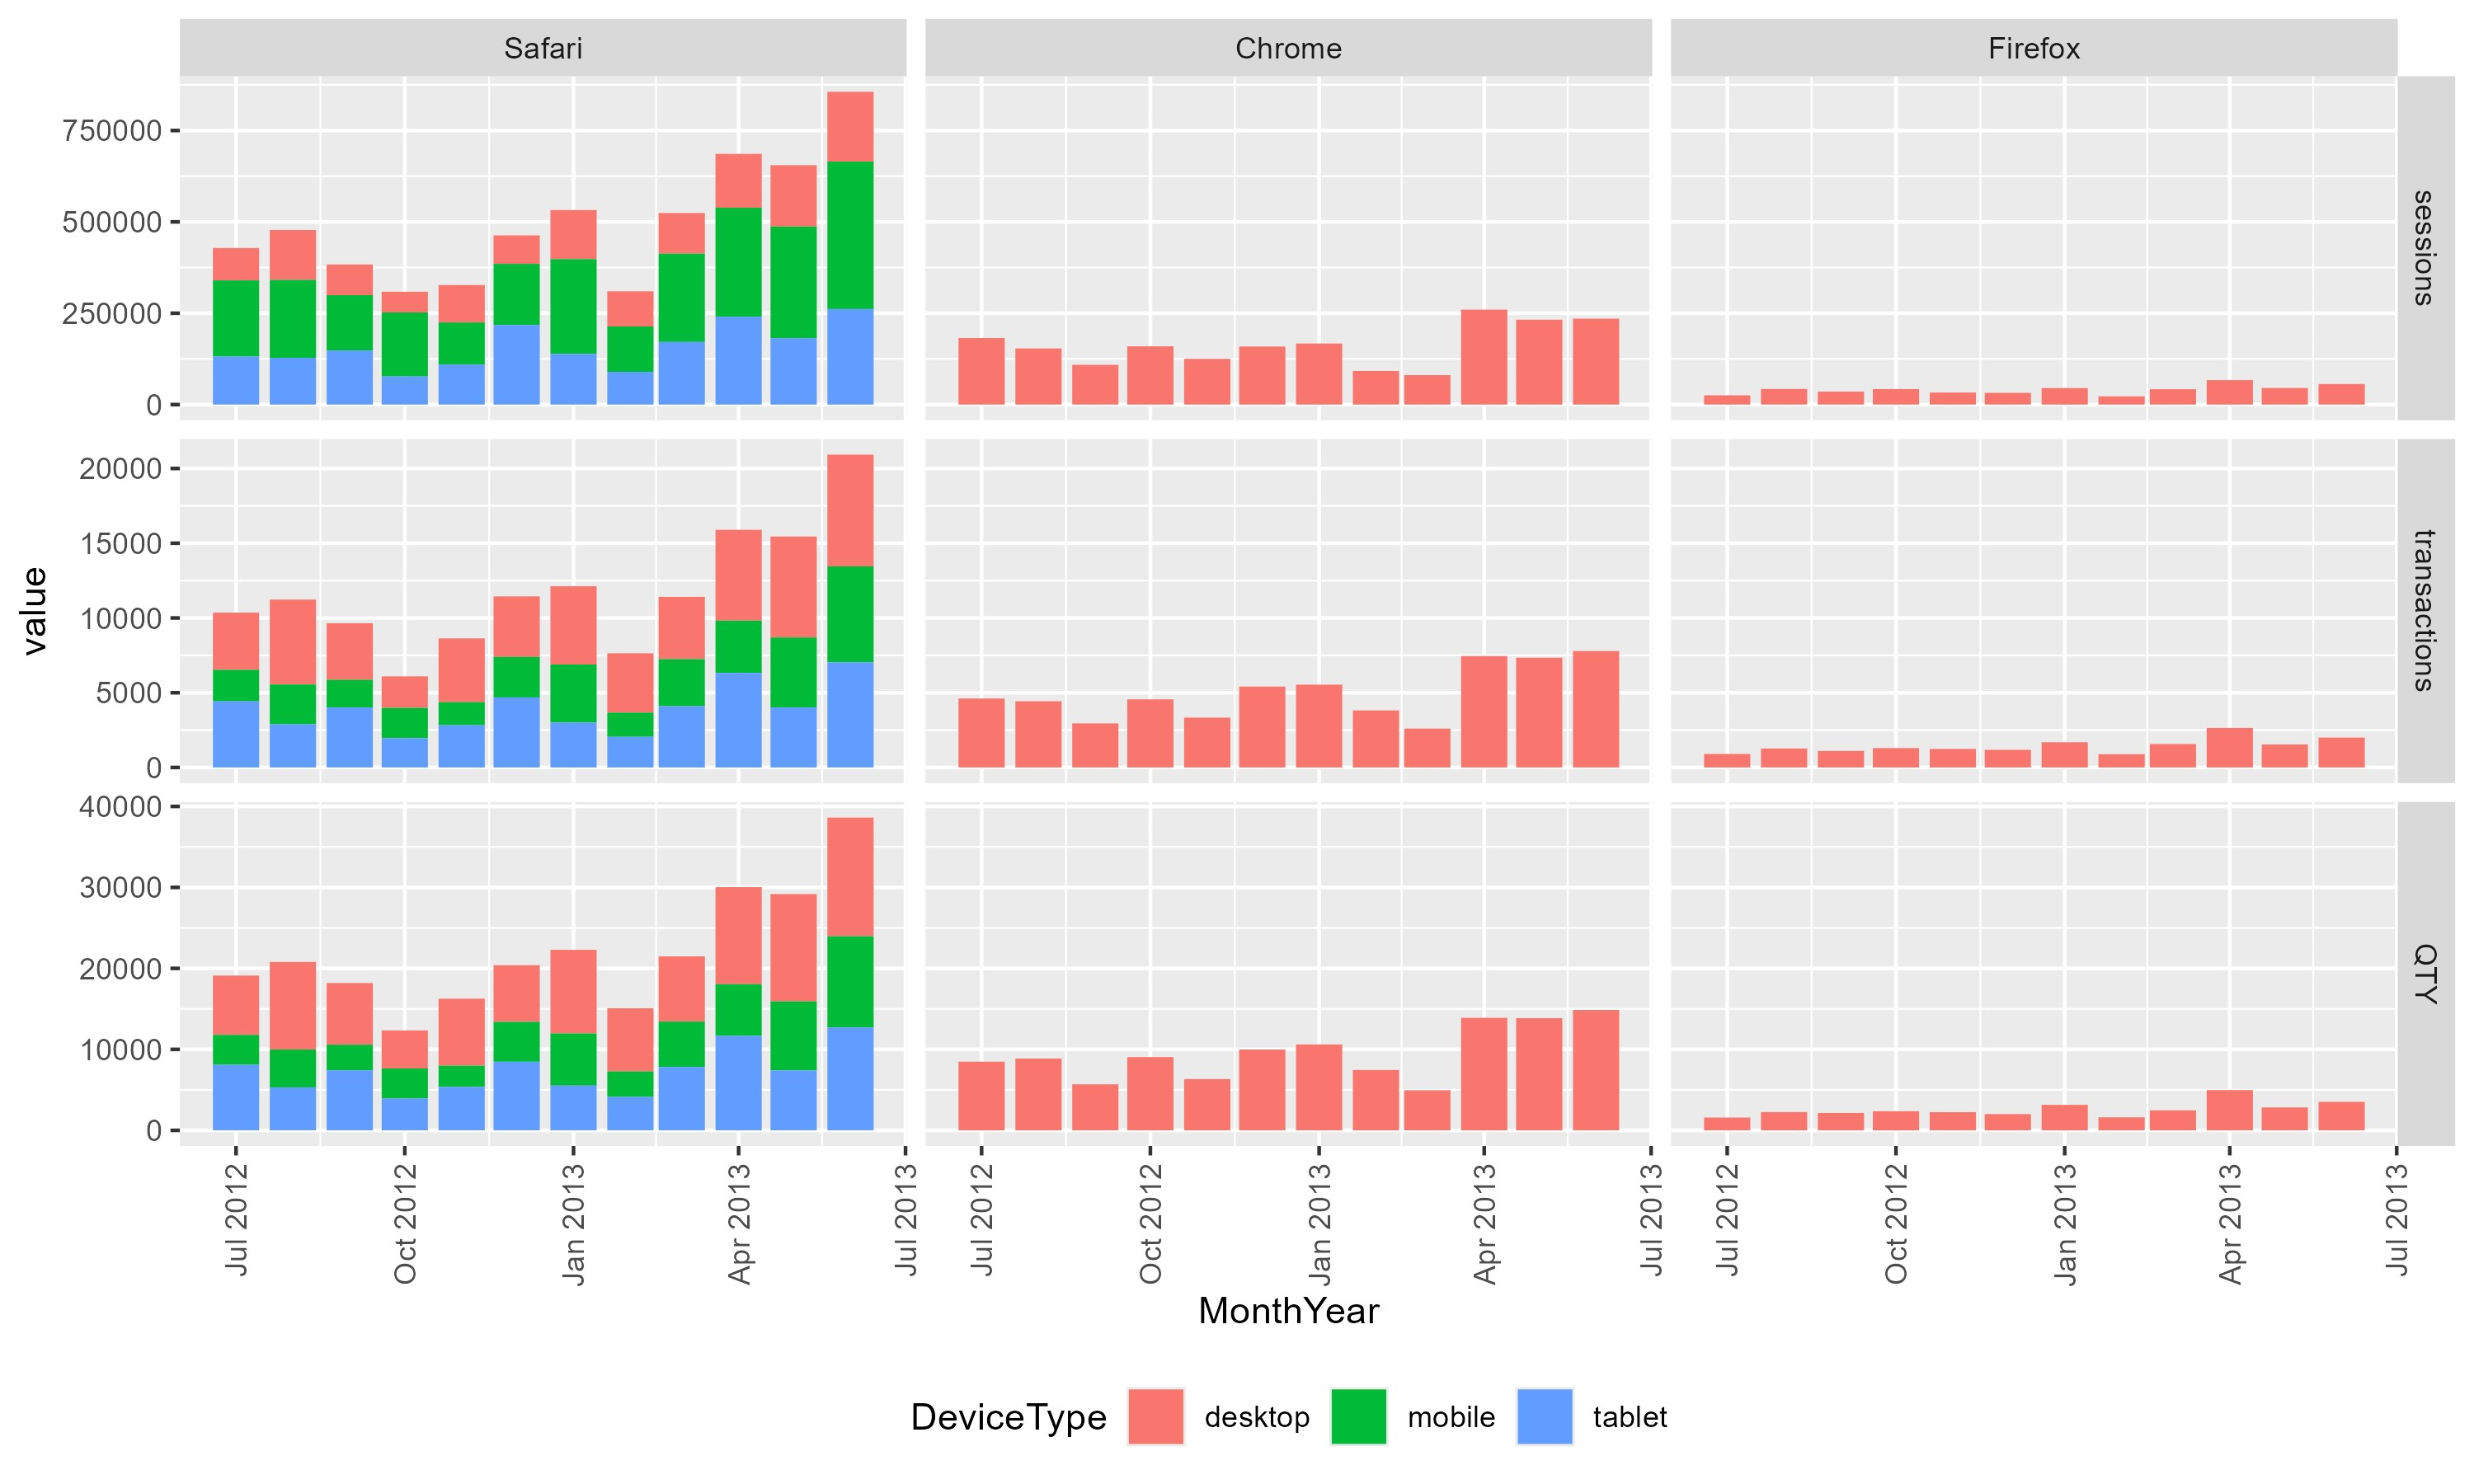 Safari Chrome Firefox
750000
500000
250000
0
sessions
20000
15000
10000
5000
0
transactions
value
40000
30000
20000
10000
0
QTY
Jul 2012 Oct 2012 Jan 2013 Apr 2013 Jul 2013 Jul 2012 Oct 2012 Jan 2013 Apr 2013 Jul 2013 Jul 2012 Oct 2012 Jan 2013 Apr 2013 Jul 2013
MonthYear
DeviceType desktop mobile tablet